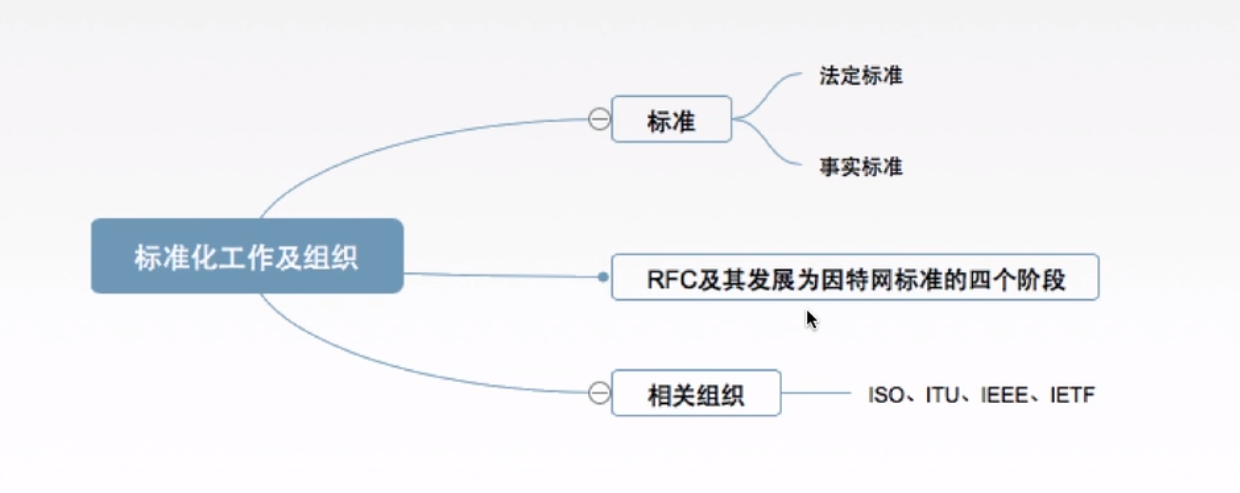 法定标准
标准
事实标准
标准化工作及组织
RFC及其发展为因特网标准的四个阶段
相关组织
ISO、ITU、IEEE、IETF